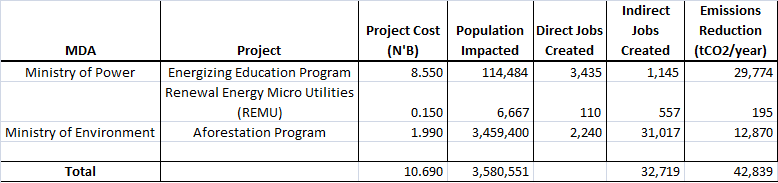 MDA Project Project Cost (N'B) Population Impacted Direct Jobs Created Indirect Jobs Created Emissions Reduction (tCO2/year)
Ministry of Power Energizing Education Program 8.550 114,484 3,435 1,145 29,774
Renewal Energy Micro Utilities (REMU) 0.150 6,667 110 557 195
Ministry of Environment Aforestation Program 1.990 3,459,400 2,240 31,017 12,870
Total 10.690 3,580,551 32,719 42,839